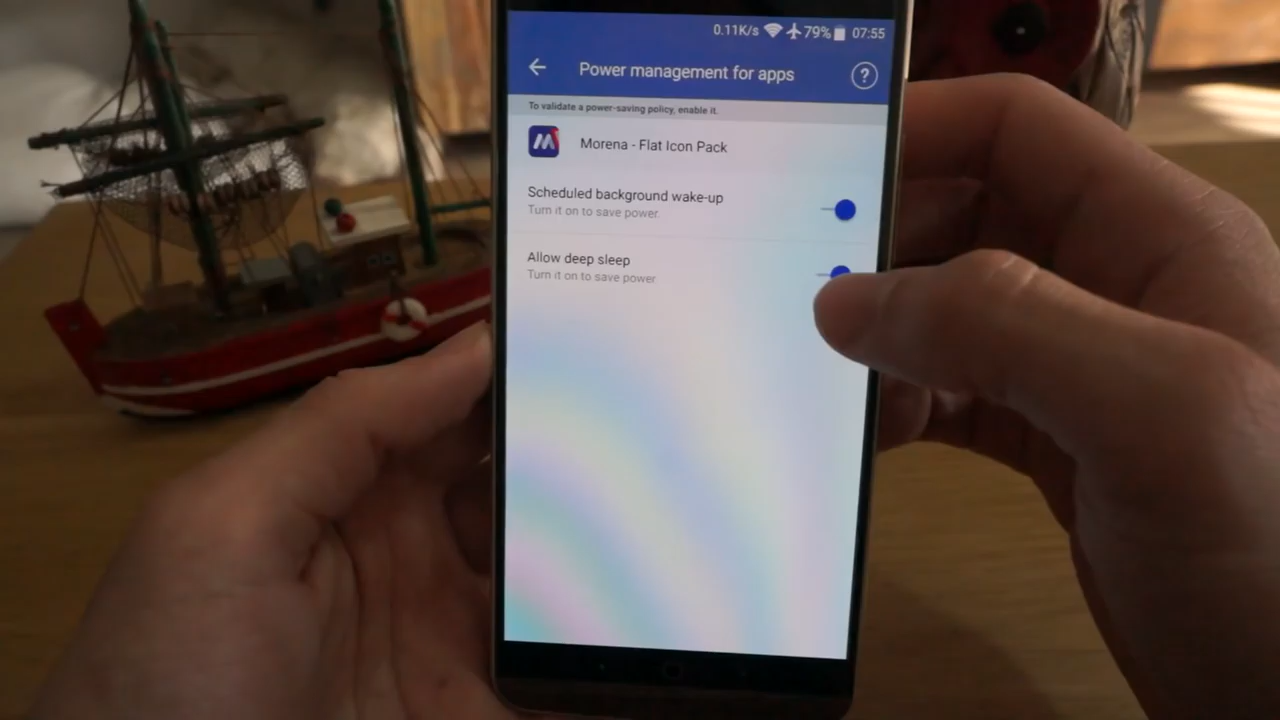 0.11K/s 79% 07:55
Power management for apps ?
To validate a power-saving policy, enable it.
M
Morena - Flat Icon Pack
Scheduled background wake-up
Turn it on to save power.
Allow deep sleep
Turn it on to save power